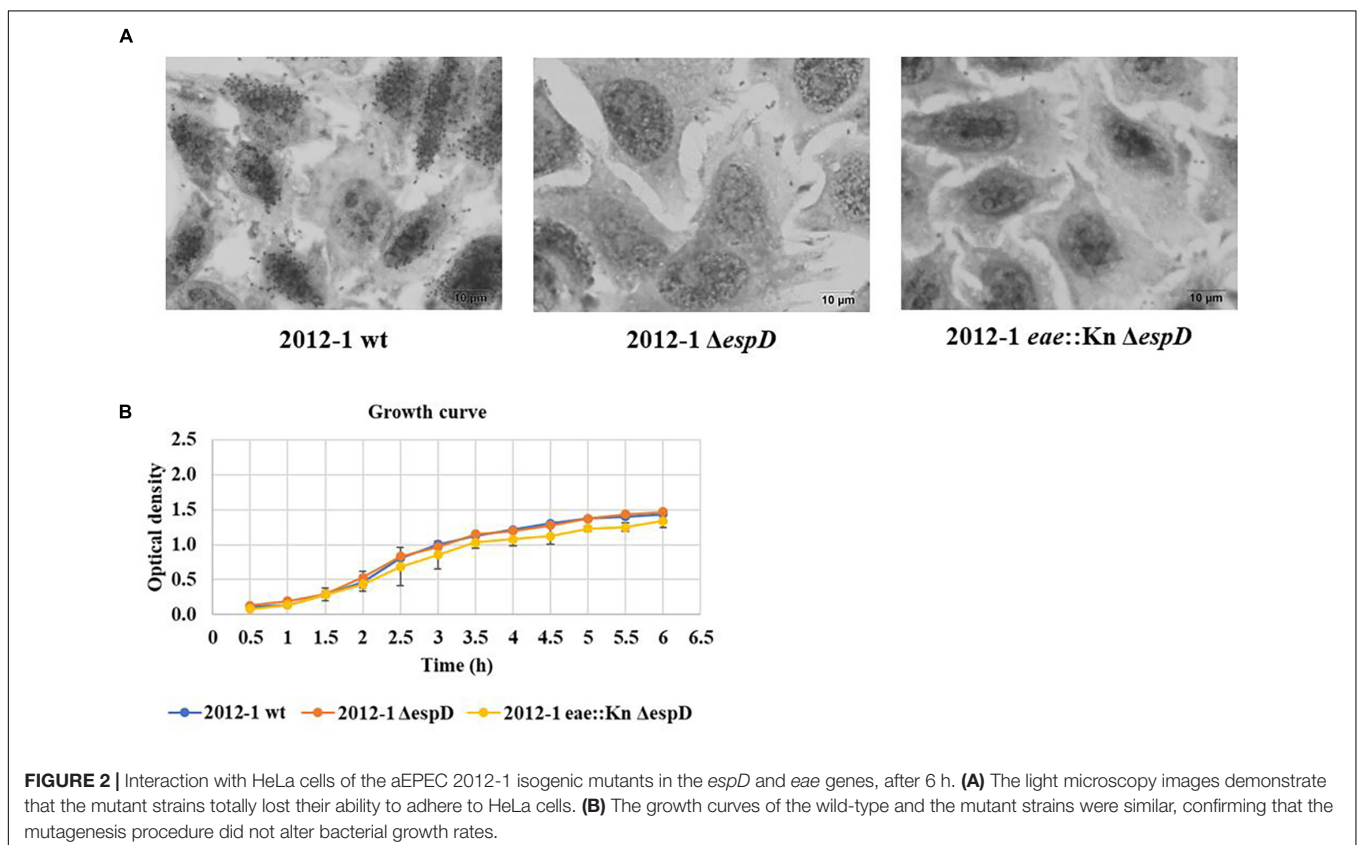 A
10 µm
10 µm
10 µm
2012-1 wt
2012-1 ΔespD
2012-1 eae::Kn ΔespD
B
Growth curve
Optical density
2.5
2.0
1.5
1.0
0.5
0.0
0 0.5 1 1.5 2 2.5 3 3.5 4 4.5 5 5.5 6 6.5
Time (h)
2012-1 wt 2012-1 ΔespD 2012-1 eae::Kn ΔespD
FIGURE 2 | Interaction with HeLa cells of the aEPEC 2012-1 isogenic mutants in the espD and eae genes, after 6 h. (A) The light microscopy images demonstrate
that the mutant strains totally lost their ability to adhere to HeLa cells. (B) The growth curves of the wild-type and the mutant strains were similar, confirming that the
mutagenesis procedure did not alter bacterial growth rates.